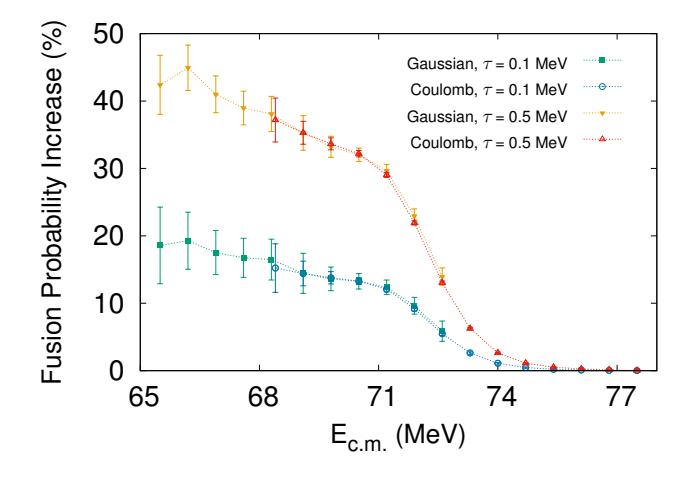 Fusion Probability Increase (%)
50
40
30
20
10
0
Gaussian, τ = 0.1 MeV
Coulomb, τ = 0.1 MeV
Gaussian, τ = 0.5 MeV
Coulomb, τ = 0.5 MeV
65 68 71 74 77
E_c.m. (MeV)